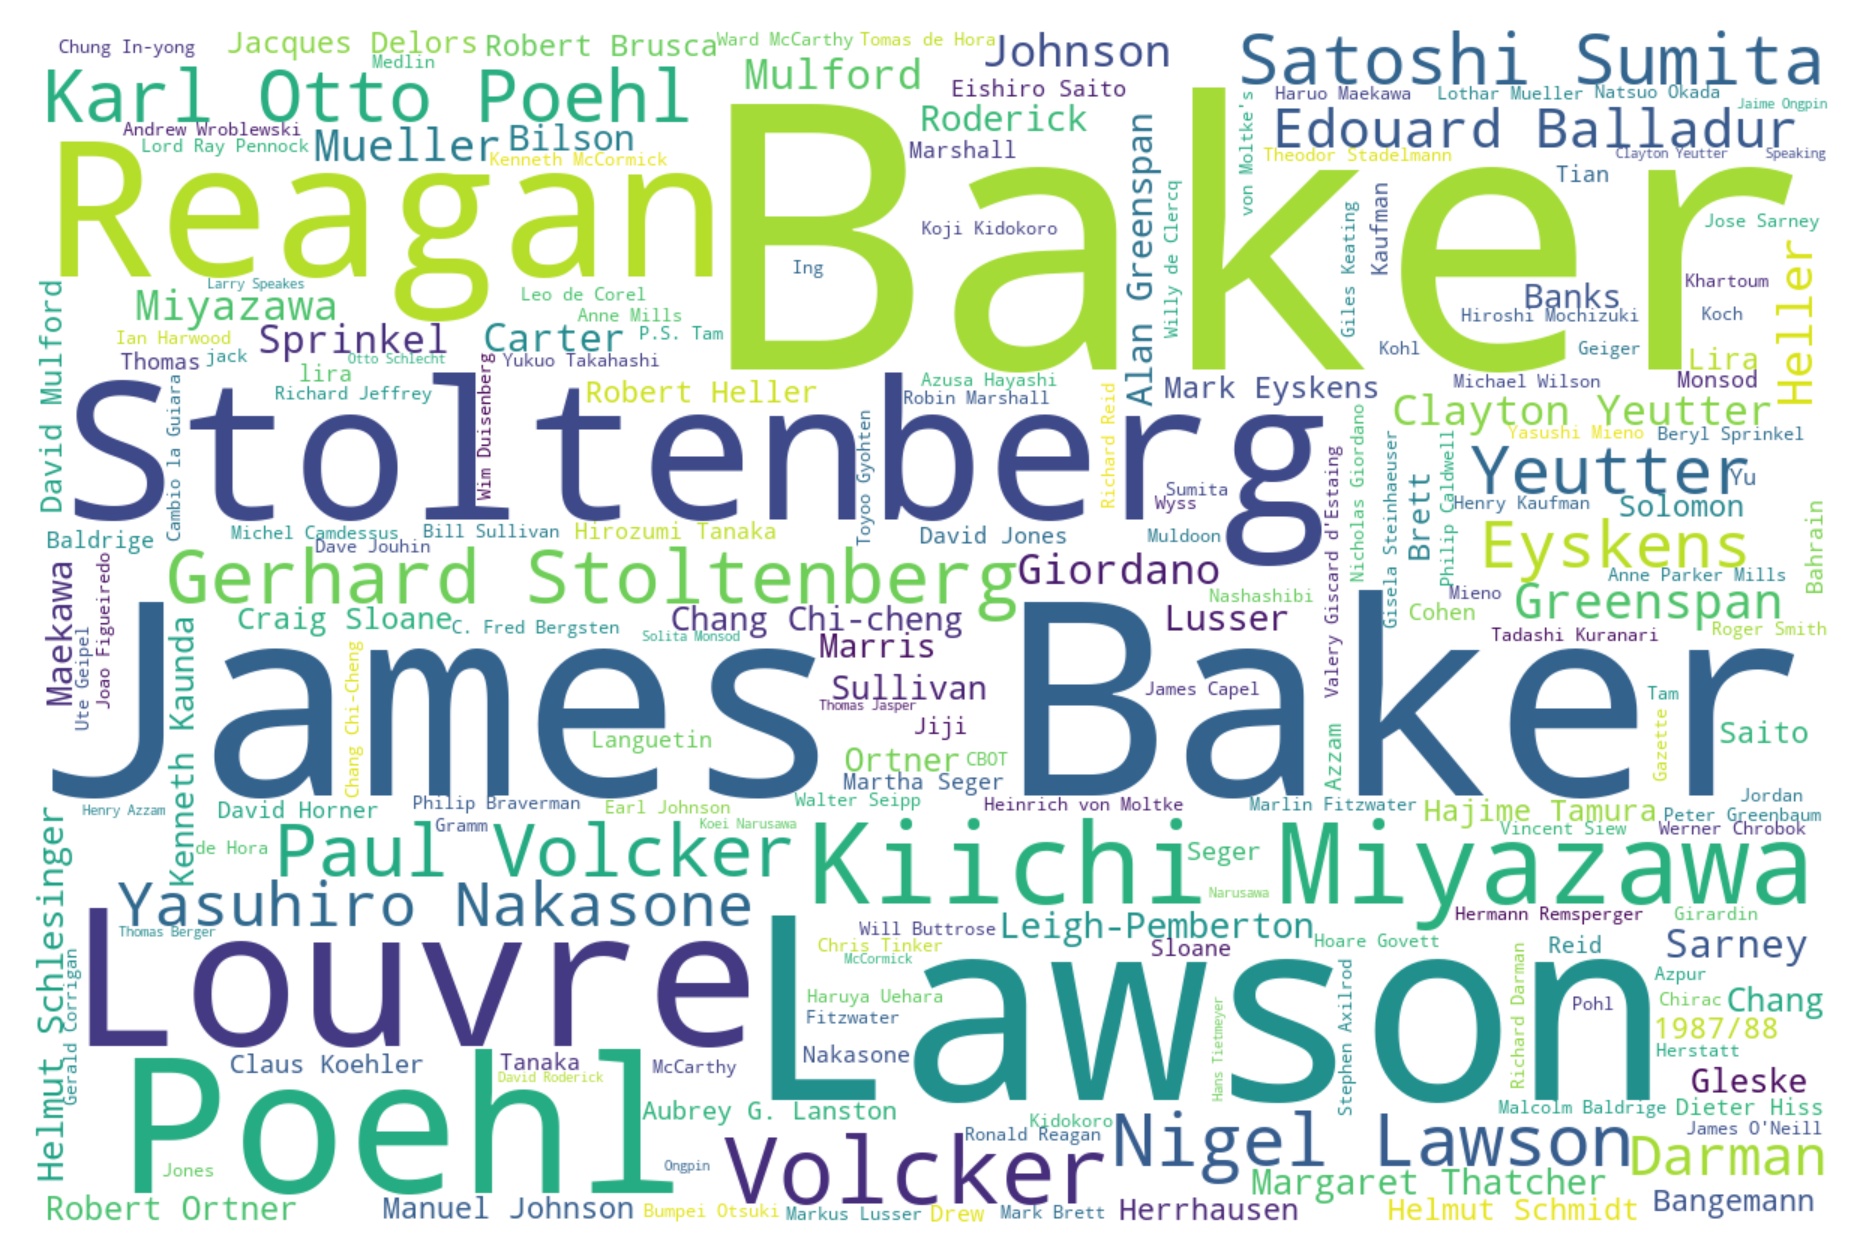 Chung In-yong
Jacques Delors
Robert Brusca
Ward McCarthy
Tomas de Hora
Johnson
Satoshi Sumita
Medlin
Karl Otto Poehl
Mulford
Eishiro Saito
Haruo Maekawa
Lothar Mueller
Natsuo Okada
Jaime Ongpin
Andrew Wroblewski
Lord Ray Pennock
Mueller
Bilson
Kenneth McCormick
Roderick
Marshall
Edouard Balladur
von Moltke's
Theodor Stadelmann
Clayton Yeutter
Speaking
Reagan
Baker
Alan Greenspan
Willy de Clercq
Tian
Kaufman
Giles Keating
Jose Sarney
Koji Kidokoro
Ing
Heller
Larry Speakes
Khartoum
Leo de Corel
Miyazawa
Anne Mills
Banks
Hiroshi Mochizuki
Koch
David Mulford
Ian Harwood
Sprinkel
Carter
P.S. Tam
Kohl
Geiger
Lira
Thomas
jack
Otto Schlecht
Yukuo Takahashi
lira
Wim Duisenberg
Azusa Hayashi
Richard Reid
Mark Eyskens
Michael Wilson
Monsod
Richard Jeffrey
Cambio la Guiara
Robert Heller
Robin Marshall
Clayton Yeutter
Stoltenberg
Toyoo Gyohten
Nicholas Giordano
Gisela Steinhaeuser
Yasushi Mieno
Beryl Sprinkel
Valery Giscard d'Estaing
Philip Caldwell
Brett
Yeutter
Yu
Sumita
Wyss
Henry Kaufman
Solomon
Baldrige
Michel Camdessus
Bill Sullivan
Hirozumi Tanaka
David Jones
Muldoon
Dave Jouhin
Eyskens
Bahrain
Maekawa
Joao Figueiredo
Gerhard Stoltenberg
Giordano
Anne Parker Mills
Nashashibi
Mieno
Greenspan
Ute Geipel
Kenneth Kaunda
Craig Sloane
C. Fred Bergsten
Solita Monsod
Chang Chi-cheng
Lusser
Cohen
Tadashi Kuranari
Roger Smith
Marris
James Baker
Chang Chi-Cheng
Sullivan
Thomas Jasper
James Capel
Tam
Jiji
Languetin
Saito
Gazette
Azzam
Ortner
CBOT
Martha Seger
Henry Azzam
David Horner
Philip Braverman
Earl Johnson
Walter Seipp
Heinrich von Moltke
Marlin Fitzwater
Hajime Tamura
Jordan
Peter Greenbaum
Gramm
Koei Narusawa
Vincent Siew
Werner Chrobok
Helmut Schlesinger
de Hora
Paul Volcker
Kiichi Miyazawa
Seger
Narusawa
Yasuhiro Nakasone
Hermann Remsperger
Girardin
Thomas Berger
Will Buttrose
Leigh-Pemberton
Chris Tinker
McCormick
Sloane
Hoare Govett
Reid
Sarney
Gerald Corrigan
Louvre
Lawson
Stephen Axilrod
Richard Darman
Azpur
Haruya Uehara
Fitzwater
Hans Tietmeyer
Pohl
Chirac
Chang
1987/88
Nakasone
Herstatt
Claus Koehler
Tanaka
McCarthy
David Roderick
Gleske
Poehl
Aubrey G. Lanston
Malcolm Baldrige
Dieter Hiss
Kidokoro
Ronald Reagan
James O'Neill
Volcker
Nigel Lawson
Darman
Jones
Ongpin
Margaret Thatcher
Robert Ortner
Manuel Johnson
Bumpei Otsuki
Markus Lusser
Drew
Mark Brett
Herrhausen
Helmut Schmidt
Bangemann